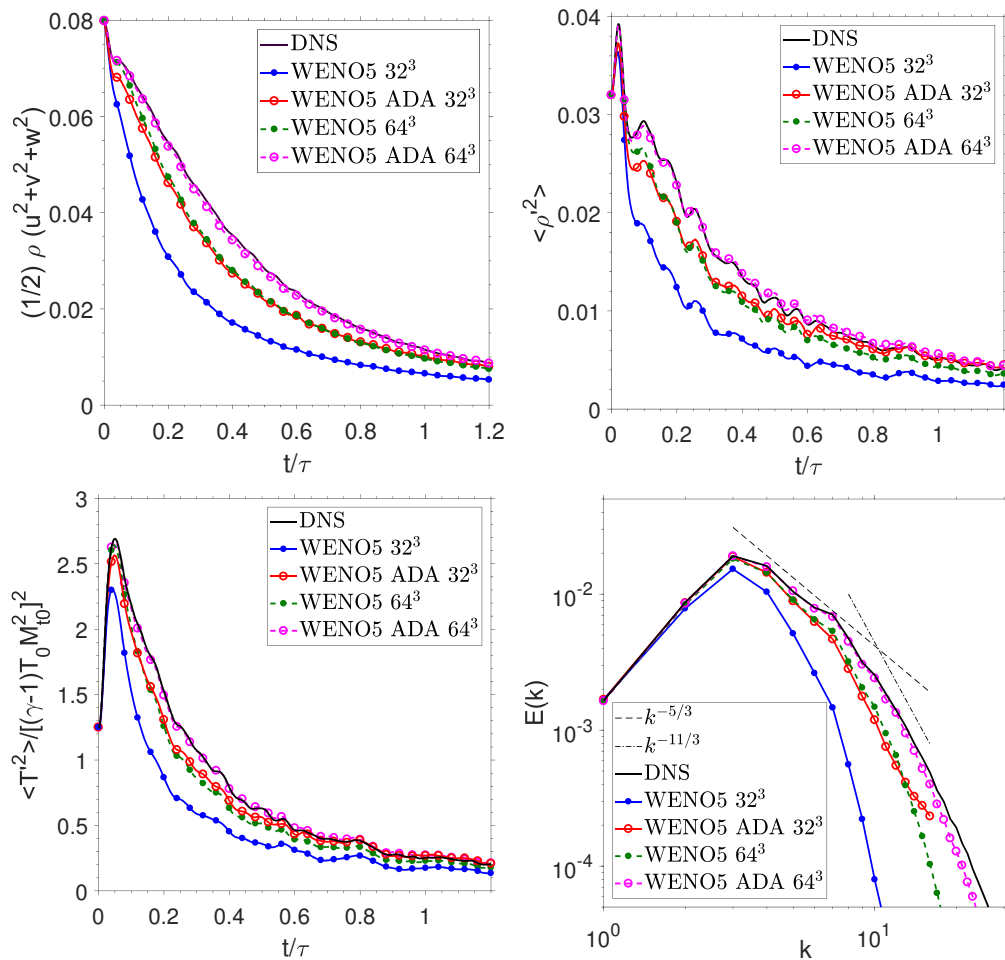 0.08
0.06
0.04
0.02
0
(1/2) ρ (u²+v²+w²)
DNS
WENO5 32³
WENO5 ADA 32³
WENO5 64³
WENO5 ADA 64³
0 0.2 0.4 0.6 0.8 1 1.2
t/τ
0.04
0.03
0.02
0.01
0
<ρ'²>
DNS
WENO5 32³
WENO5 ADA 32³
WENO5 64³
WENO5 ADA 64³
0 0.2 0.4 0.6 0.8 1
t/τ
3
2.5
2
1.5
1
0.5
0
<T'²>/[(γ-1)T₀ M²ₜ₀]²
DNS
WENO5 32³
WENO5 ADA 32³
WENO5 64³
WENO5 ADA 64³
0 0.2 0.4 0.6 0.8 1
t/τ
10⁻²
10⁻³
10⁻⁴
E(k)
k⁻⁵/³
k⁻¹¹/³
DNS
WENO5 32³
WENO5 ADA 32³
WENO5 64³
WENO5 ADA 64³
10⁰ 10¹
k